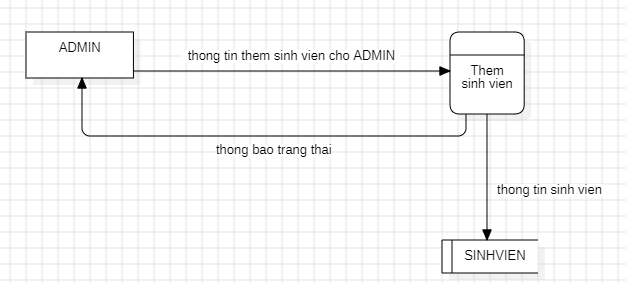 ADMIN
thong tin them sinh vien cho ADMIN
Them
sinh vien
thong bao trang thai
thong tin sinh vien
SINHVIEN